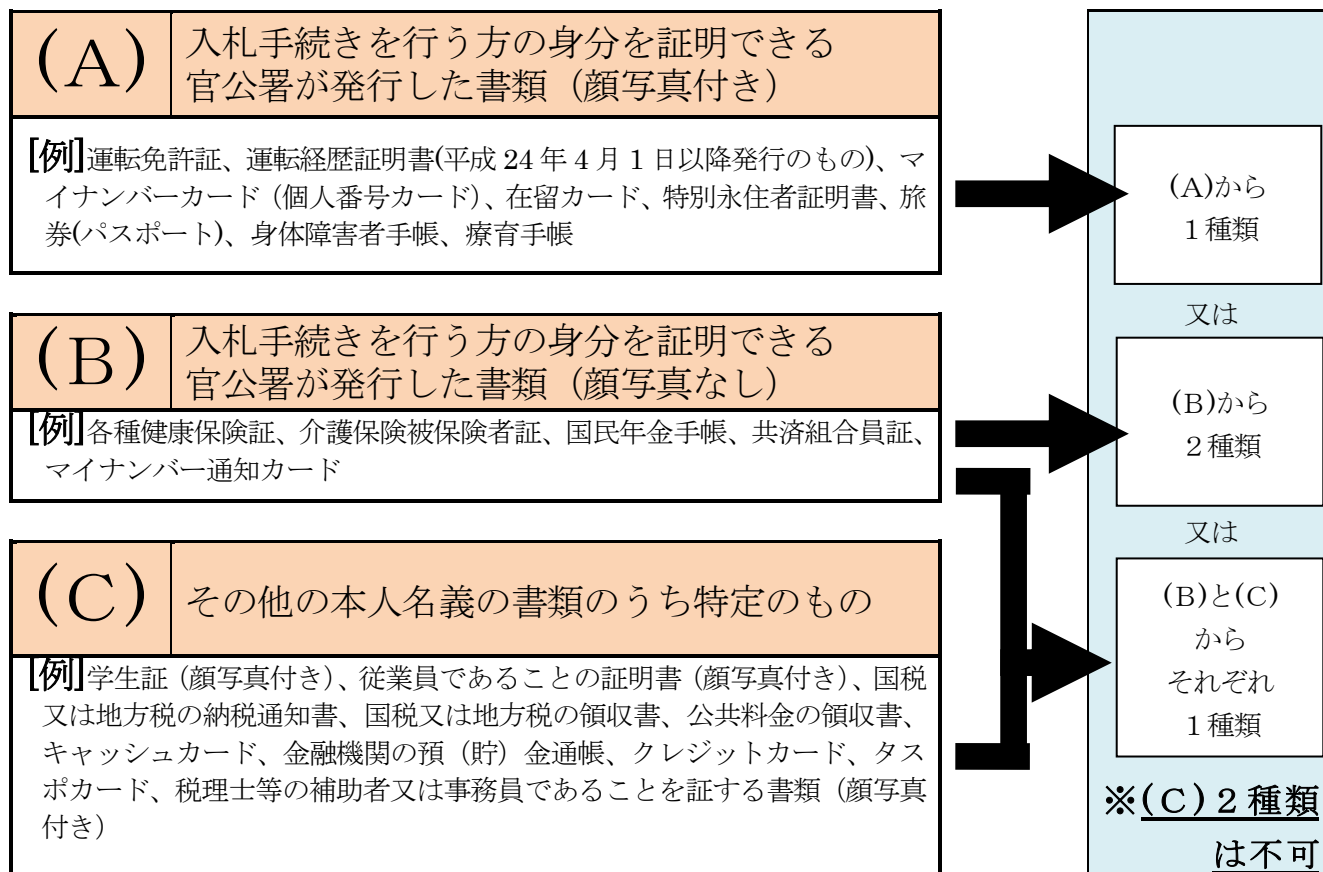 (A)
入札手続きを行う方の身分を証明できる
官公署が発行した書類（顔写真付き）
[例]運転免許証、運転経歴証明書(平成 24 年 4 月 1 日以降発行のもの)、マ
イナンバーカード（個人番号カード）、在留カード、特別永住者証明書、旅
券(パスポート)、身体障害者手帳、療育手帳
(B)
入札手続きを行う方の身分を証明できる
官公署が発行した書類（顔写真なし）
[例]各種健康保険証、介護保険被保険者証、国民年金手帳、共済組合員証、
マイナンバー通知カード
(C)
その他の本人名義の書類のうち特定のもの
[例]学生証（顔写真付き）、従業員であることの証明書（顔写真付き）、国税
又は地方税の納税通知書、国税又は地方税の領収書、公共料金の領収書、
キャッシュカード、金融機関の預（貯）金通帳、クレジットカード、タス
ポカード、税理士等の補助者又は事務員であることを証する書類（顔写真
付き）
(A)から
１種類
又は
(B)から
２種類
又は
(B)と(C)
から
それぞれ
１種類
※(C)２種類
は不可